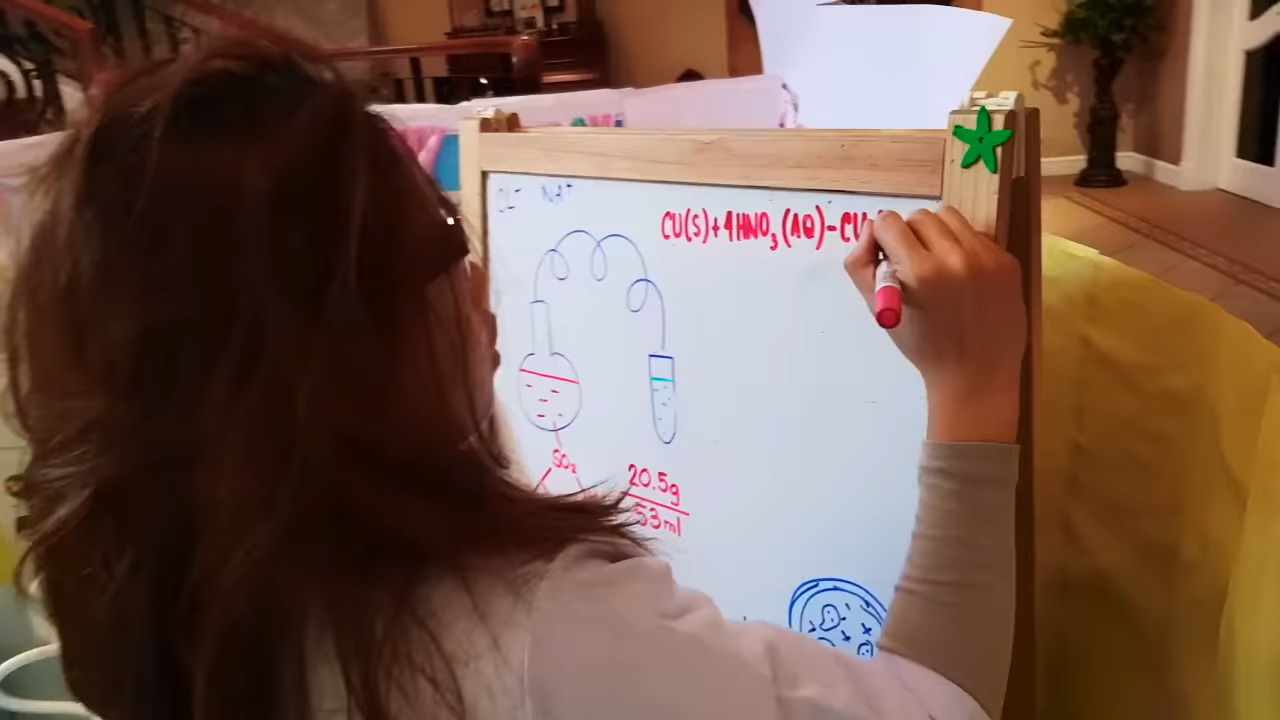 CL⁻ NA⁺
CU(S)+4HNO₃(AQ)-CU
SO₂
20.5g
53ml